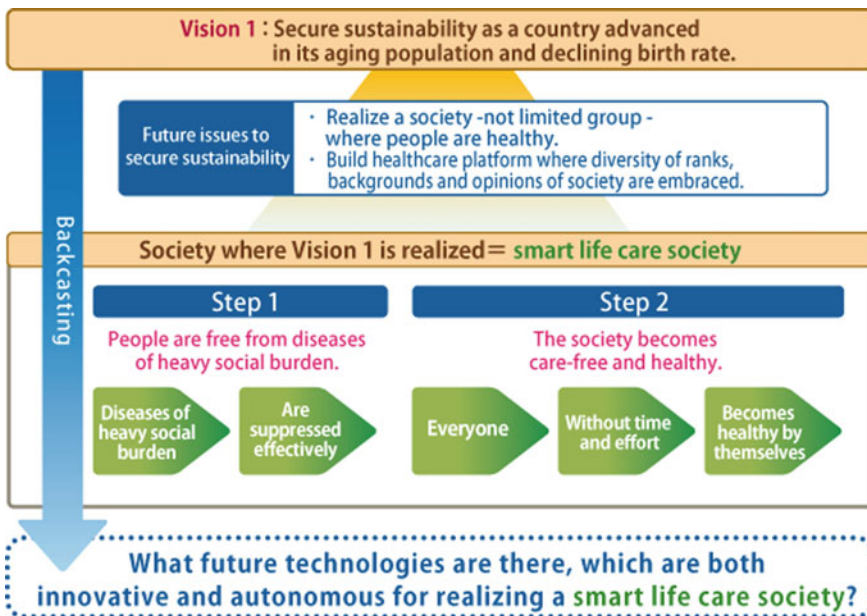 Vision 1 : Secure sustainability as a country advanced
in its aging population and declining birth rate.
Future issues to
secure sustainability
・ Realize a society -not limited group -
where people are healthy.
・ Build healthcare platform where diversity of ranks,
backgrounds and opinions of society are embraced.
Backcasting
Society where Vision 1 is realized＝ smart life care society
Step 1
People are free from diseases
of heavy social burden.
Diseases of
heavy social
burden
Are
suppressed
effectively
Step 2
The society becomes
care-free and healthy.
Everyone
Without time
and effort
Becomes
healthy by
themselves
What future technologies are there, which are both
innovative and autonomous for realizing a smart life care society?